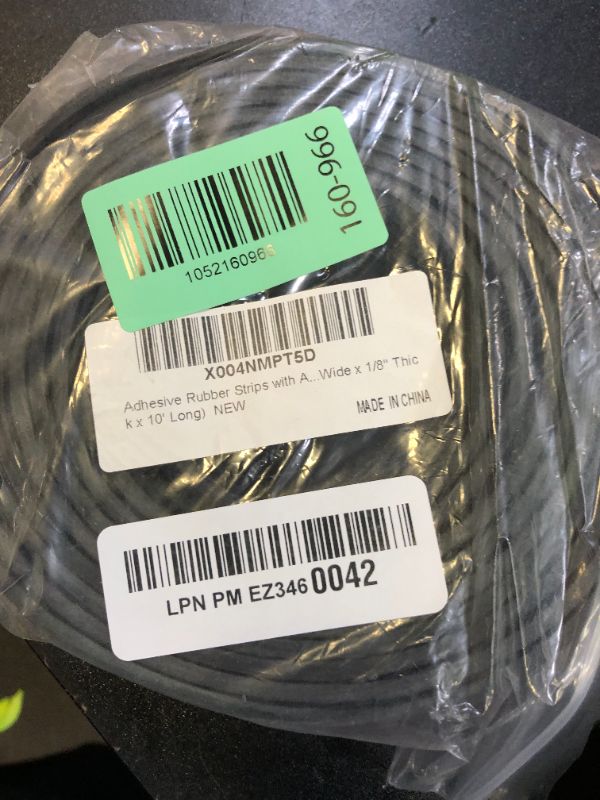 160-966
1052160966
X004NMPT5D
Adhesive Rubber Strips with A...Wide x 1/8" Thic
k x 10' Long) NEW
MADE IN CHINA
LPN PM EZ346 0042